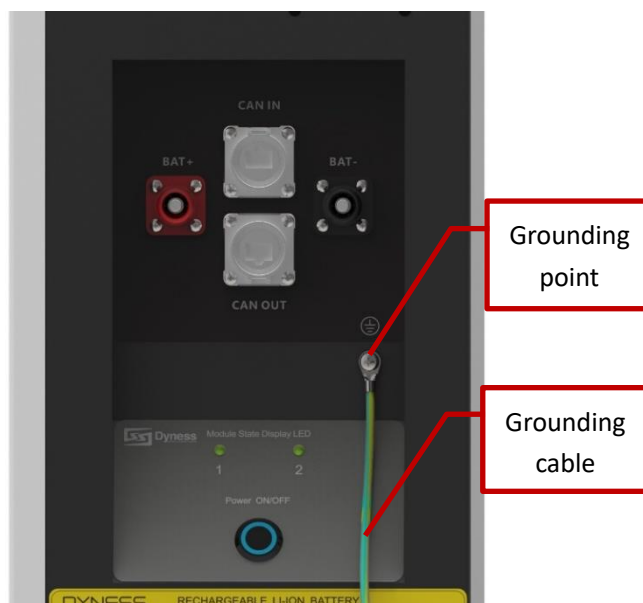 CAN IN
BAT+
BAT-
CAN OUT
Grounding
point
Grounding
cable
Dyness
Module State Display LED
1
2
Power ON/OFF
DYNESS
RECHARGEABLE LI-ION BATTERY